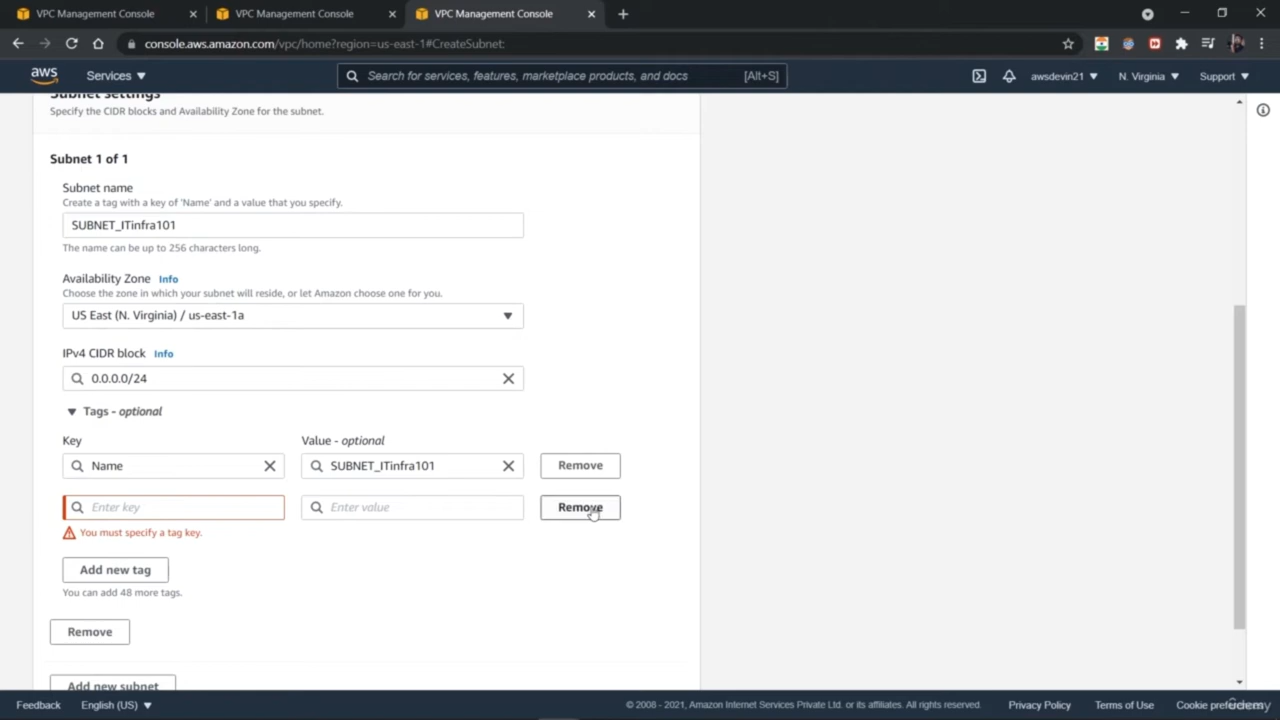 VPC Management Console
VPC Management Console
VPC Management Console
console.aws.amazon.com/vpc/home?region=us-east-1#CreateSubnet:
aws
Services
Search for services, features, marketplace products, and docs
[Alt+S]
awsdevin21
N. Virginia
Support
Subnet settings
Specify the CIDR blocks and Availability Zone for the subnet.
Subnet 1 of 1
Subnet name
Create a tag with a key of 'Name' and a value that you specify.
SUBNET_ITinfra101
The name can be up to 256 characters long.
Availability Zone Info
Choose the zone in which your subnet will reside, or let Amazon choose one for you.
US East (N. Virginia) / us-east-1a
IPv4 CIDR block Info
0.0.0.0/24
Tags - optional
Key
Value - optional
Name
SUBNET_ITinfra101
Remove
Enter key
Enter value
Remove
You must specify a tag key.
Add new tag
You can add 48 more tags.
Remove
Add new subnet
Feedback
English (US)
© 2008 - 2021, Amazon Internet Services Private Ltd. or its affiliates. All rights reserved.
Privacy Policy
Terms of Use
Cookie preferences